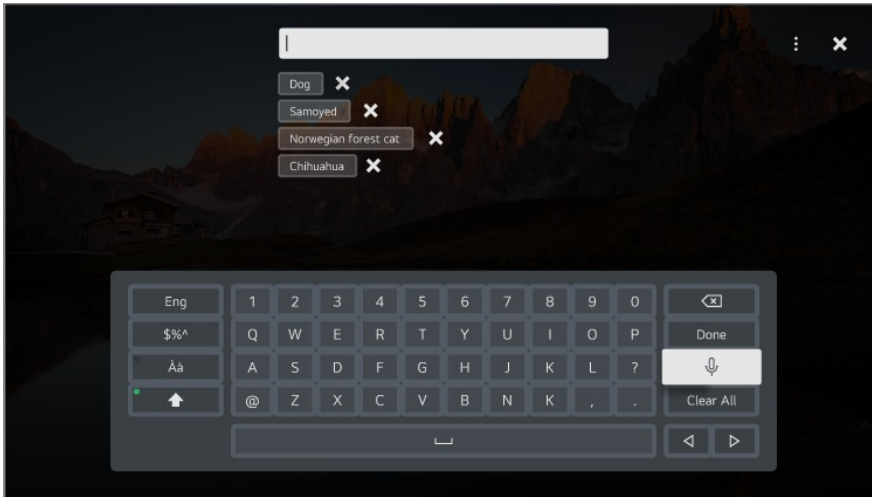 Dog
Samoyed
Norwegian forest cat
Chihuahua
Eng 1 2 3 4 5 6 7 8 9 0
$%^ Q W E R T Y U I O P Done
Àà A S D F G H J K L ?
@ Z X C V B N K , . Clear All